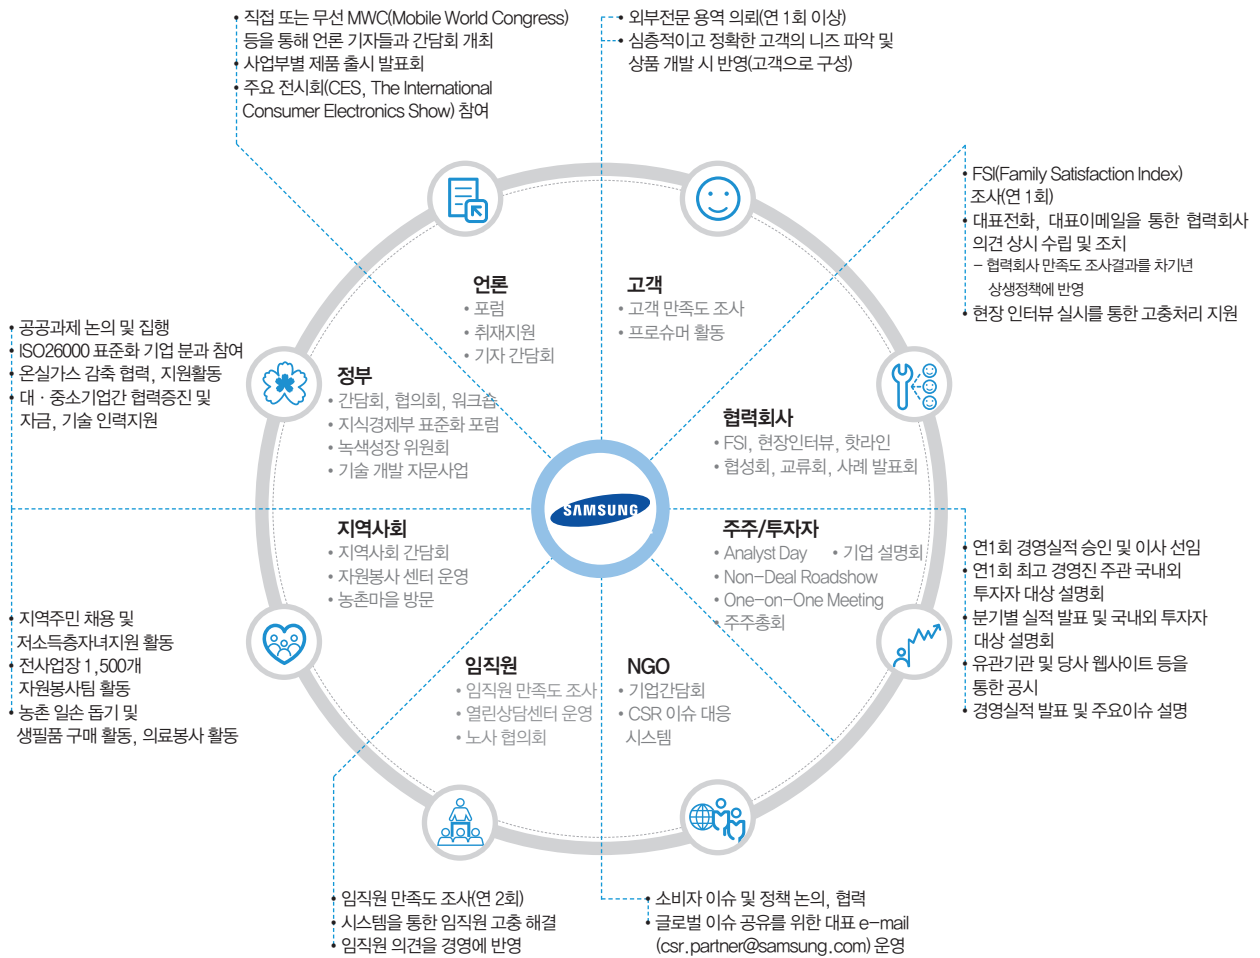 • 직접 또는 무선 MWC(Mobile World Congress)
등을 통해 언론 기자들과 간담회 개최
• 사업부별 제품 출시 발표회
• 주요 전시회(CES, The International
Consumer Electronics Show) 참여
• 외부전문 용역 의뢰(연 1회 이상)
• 심층적이고 정확한 고객의 니즈 파악 및
상품 개발 시 반영(고객으로 구성)
• FSI(Family Satisfaction Index)
조사(연 1회)
• 대표전화, 대표이메일을 통한 협력회사
의견 상시 수립 및 조치
- 협력회사 만족도 조사결과를 차기년
상생정책에 반영
• 현장 인터뷰 실시를 통한 고충처리 지원
언론
• 포럼
• 취재지원
• 기자 간담회
고객
• 고객 만족도 조사
• 프로슈머 활동
• 공공과제 논의 및 집행
• ISO26000 표준화 기업 분과 참여
• 온실가스 감축 협력, 지원활동
• 대 · 중소기업간 협력증진 및
자금, 기술 인력지원
정부
• 간담회, 협의회, 워크숍
• 지식경제부 표준화 포럼
• 녹색성장 위원회
• 기술 개발 자문사업
협력회사
• FSI, 현장인터뷰, 핫라인
• 협성회, 교류회, 사례 발표회
SAMSUNG
지역사회
• 지역사회 간담회
• 자원봉사 센터 운영
• 농촌마을 방문
주주/투자자
• Analyst Day • 기업 설명회
• Non-Deal Roadshow
• One-on-One Meeting
• 주주총회
• 연1회 경영실적 승인 및 이사 선임
• 연1회 최고 경영진 주관 국내외
투자자 대상 설명회
• 분기별 실적 발표 및 국내외 투자자
대상 설명회
• 유관기관 및 당사 웹사이트 등을
통한 공시
• 경영실적 발표 및 주요이슈 설명
• 지역주민 채용 및
저소득층자녀지원 활동
• 전사업장 1,500개
자원봉사팀 활동
• 농촌 일손 돕기 및
생필품 구매 활동, 의료봉사 활동
임직원
• 임직원 만족도 조사
• 열린상담센터 운영
• 노사 협의회
NGO
• 기업간담회
• CSR 이슈 대응
시스템
• 임직원 만족도 조사(연 2회)
• 시스템을 통한 임직원 고충 해결
• 임직원 의견을 경영에 반영
• 소비자 이슈 및 정책 논의, 협력
• 글로벌 이슈 공유를 위한 대표 e-mail
(csr.partner@samsung.com) 운영